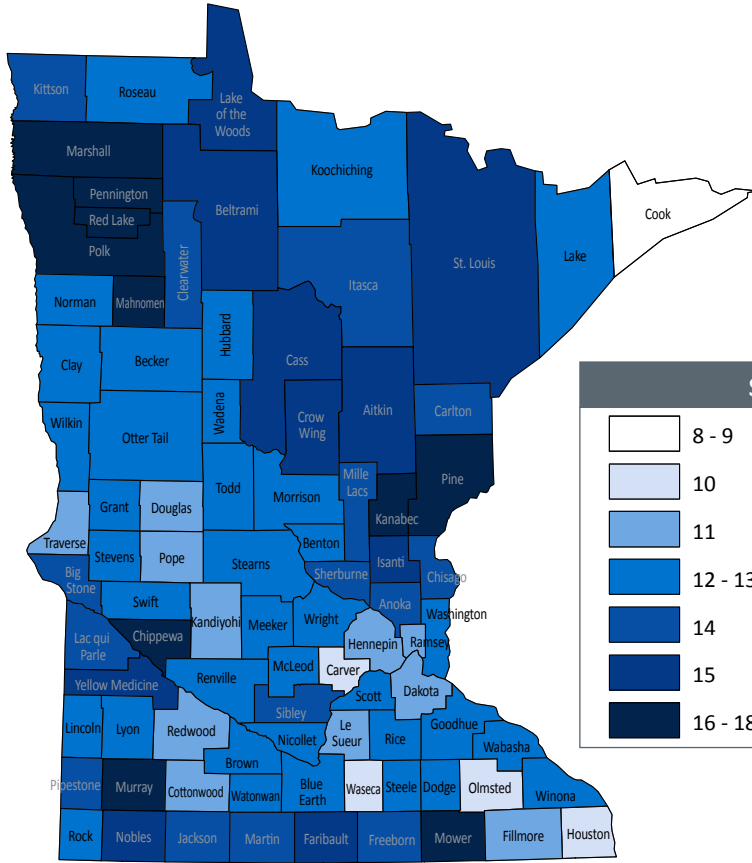 Kittson
Roseau
Lake
of the
Woods
Marshall
Koochiching
Pennington
Red Lake
Polk
Beltrami
Clearwater
Cook
Lake
St. Louis
Itasca
Norman
Mahnomen
Hubbard
Cass
Clay
Becker
Wadena
Crow
Wing
Aitkin
Carlton
Wilkin
Otter Tail
Todd
Morrison
Mille
Lacs
Pine
Kanabec
Grant
Douglas
Traverse
Stevens
Pope
Stearns
Benton
Isanti
Sherburne
Chisago
Big
Stone
Swift
Kandiyohi
Meeker
Wright
Anoka
Washington
Hennepin
Ramsey
Lac qui
Parle
Chippewa
McLeod
Carver
Yellow Medicine
Renville
Scott
Dakota
Sibley
Lincoln
Lyon
Redwood
Nicollet
Le
Sueur
Rice
Goodhue
Wabasha
Brown
Pipestone
Murray
Cottonwood
Watonwan
Blue
Earth
Waseca
Steele
Dodge
Olmsted
Winona
Rock
Nobles
Jackson
Martin
Faribault
Freeborn
Mower
Fillmore
Houston
8 - 9
10
11
12 - 13
14
15
16 - 18